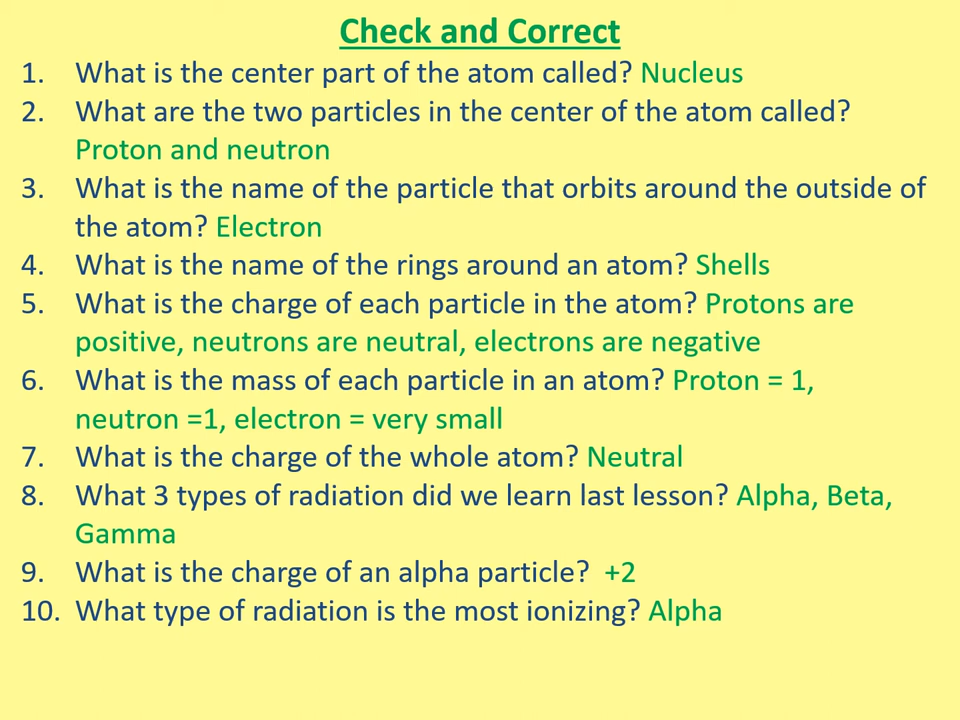 Check and Correct
1. What is the center part of the atom called? Nucleus
2. What are the two particles in the center of the atom called?
Proton and neutron
3. What is the name of the particle that orbits around the outside of
the atom? Electron
4. What is the name of the rings around an atom? Shells
5. What is the charge of each particle in the atom? Protons are
positive, neutrons are neutral, electrons are negative
6. What is the mass of each particle in an atom? Proton = 1,
neutron =1, electron = very small
7. What is the charge of the whole atom? Neutral
8. What 3 types of radiation did we learn last lesson? Alpha, Beta,
Gamma
9. What is the charge of an alpha particle?  +2
10. What type of radiation is the most ionizing? Alpha